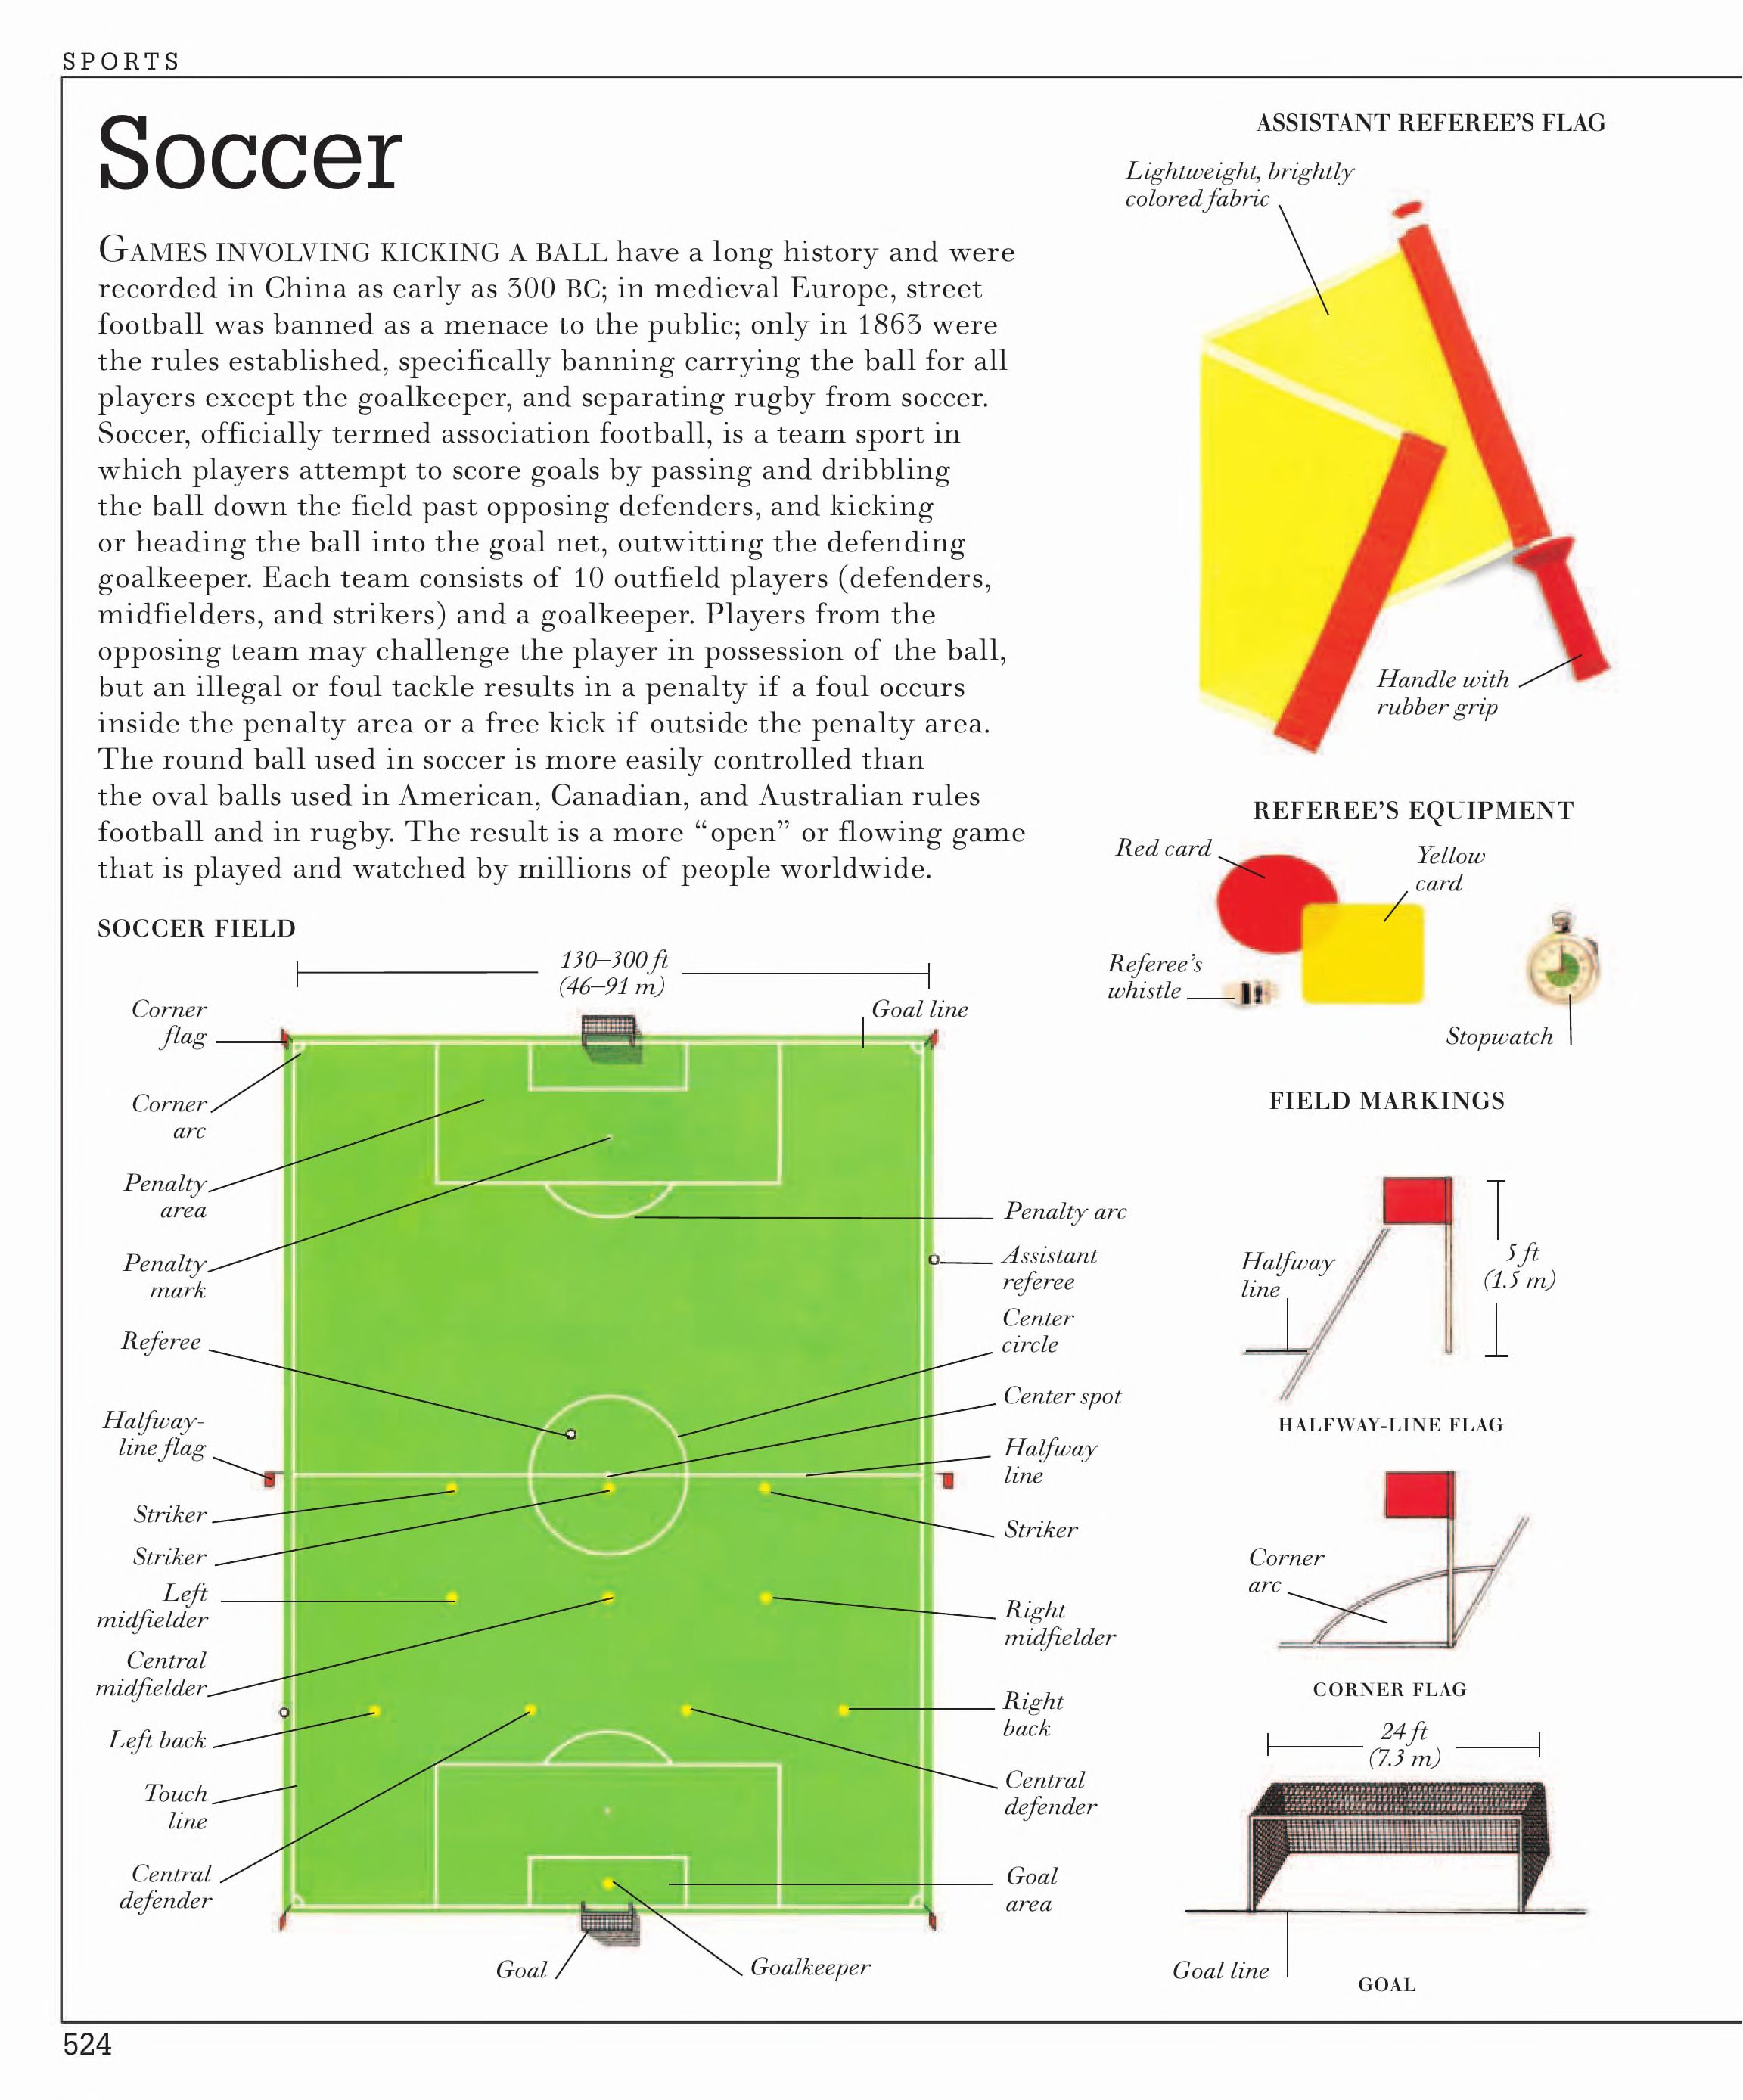 SPORTS
Soccer
GAMES INVOLVING KICKING A BALL have a long history and were
recorded in China as early as 300 BC; in medieval Europe, street
football was banned as a menace to the public; only in 1863 were
the rules established, specifically banning carrying the ball for all
players except the goalkeeper, and separating rugby from soccer.
Soccer, officially termed association football, is a team sport in
which players attempt to score goals by passing and dribbling
the ball down the field past opposing defenders, and kicking
or heading the ball into the goal net, outwitting the defending
goalkeeper. Each team consists of 10 outfield players (defenders,
midfielders, and strikers) and a goalkeeper. Players from the
opposing team may challenge the player in possession of the ball,
but an illegal or foul tackle results in a penalty if a foul occurs
inside the penalty area or a free kick if outside the penalty area.
The round ball used in soccer is more easily controlled than
the oval balls used in American, Canadian, and Australian rules
football and in rugby. The result is a more “open” or flowing game
that is played and watched by millions of people worldwide.
SOCCER FIELD
130–300 ft
(46–91 m)
Corner
flag
Goal line
Corner
arc
Penalty
area
Penalty
mark
Referee
Halfway-
line flag
Striker
Striker
Left
midfielder
Central
midfielder
Left back
Touch
line
Central
defender
Goal
Goalkeeper
Penalty arc
Assistant
referee
Center
circle
Center spot
Halfway
line
Striker
Right
midfielder
Right
back
Central
defender
Goal
area
ASSISTANT REFEREE’S FLAG
Lightweight, brightly
colored fabric
Handle with
rubber grip
REFEREE’S EQUIPMENT
Red card
Yellow
card
Referee’s
whistle
Stopwatch
FIELD MARKINGS
Halfway
line
5 ft
(1.5 m)
HALFWAY-LINE FLAG
Corner
arc
CORNER FLAG
24 ft
(7.3 m)
Goal line
GOAL
524